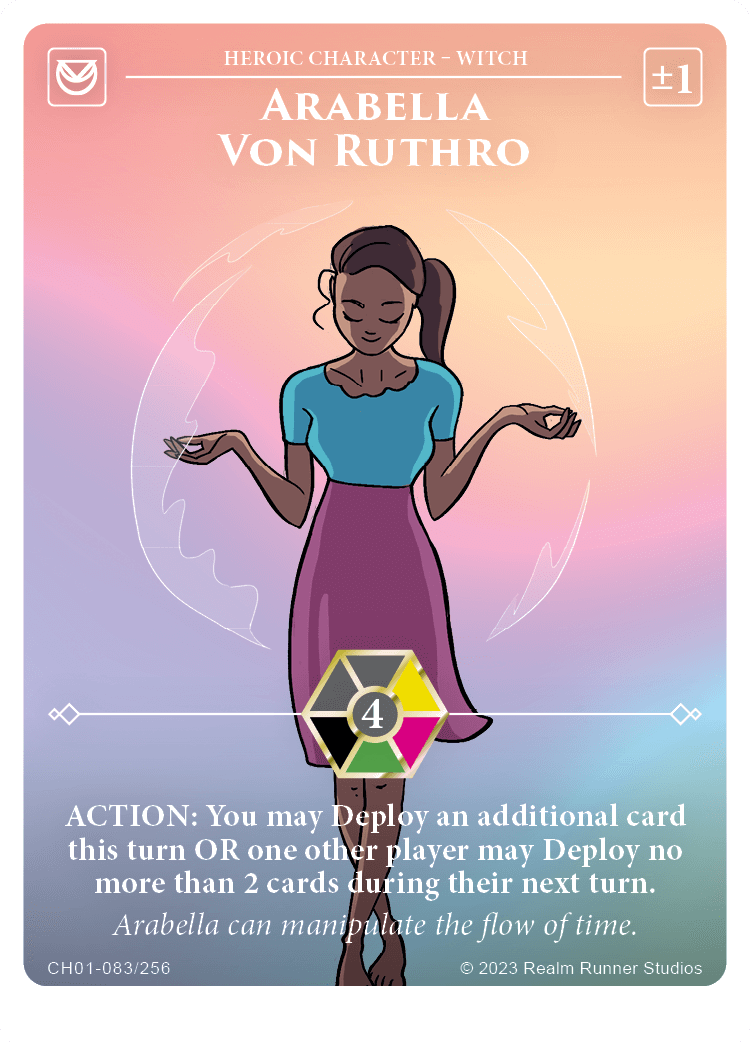 HEROIC CHARACTER – WITCH
±1
ARABELLA
VON RUTHRO
4
ACTION: You may Deploy an additional card
this turn OR one other player may Deploy no
more than 2 cards during their next turn.
Arabella can manipulate the flow of time.
CH01-083/256
© 2023 Realm Runner Studios